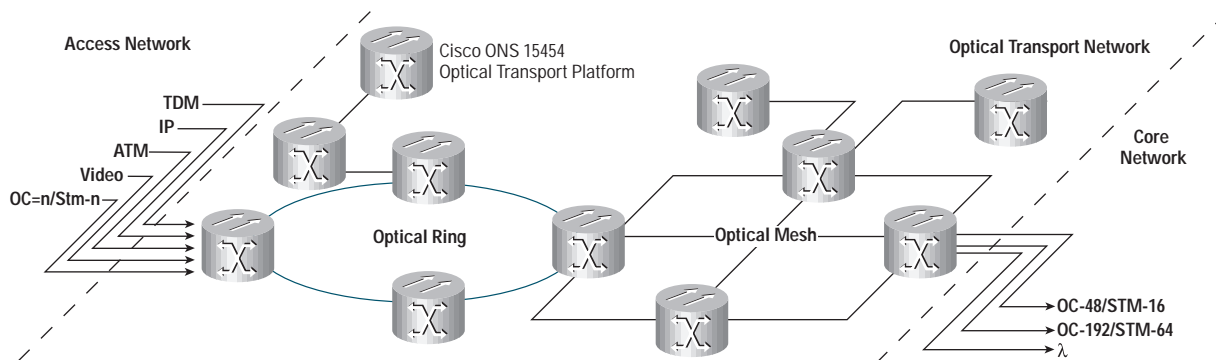 Access Network
Cisco ONS 15454
Optical Transport Platform
Optical Transport Network
TDM
IP
ATM
Video
OC=n/Stm-n
Core
Network
Optical Ring
Optical Mesh
OC-48/STM-16
OC-192/STM-64
λ